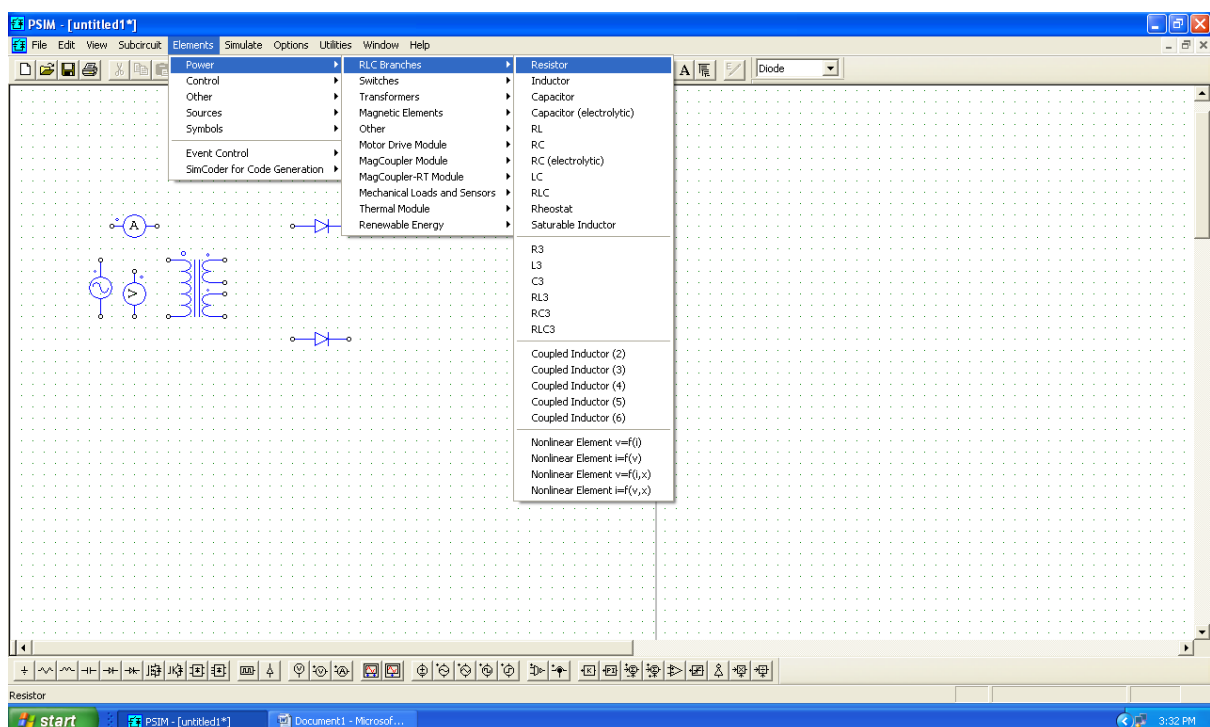 PSIM - [untitled1*]
File Edit View Subcircuit Elements Simulate Options Utilities Window Help
Diode
Power
Control
Other
Sources
Symbols
Event Control
SimCoder for Code Generation
RLC Branches
Switches
Transformers
Magnetic Elements
Other
Motor Drive Module
MagCoupler Module
MagCoupler-RT Module
Mechanical Loads and Sensors
Thermal Module
Renewable Energy
Resistor
Inductor
Capacitor
Capacitor (electrolytic)
RL
RC
RC (electrolytic)
LC
RLC
Rheostat
Saturable Inductor
R3
L3
C3
RL3
RC3
RLC3
Coupled Inductor (2)
Coupled Inductor (3)
Coupled Inductor (4)
Coupled Inductor (5)
Coupled Inductor (6)
Nonlinear Element v=f(i)
Nonlinear Element i=f(v)
Nonlinear Element v=f(i,x)
Nonlinear Element i=f(v,x)
A
A
V
Resistor
start PSIM - [untitled1*] Document1 - Microsof... 3:32 PM